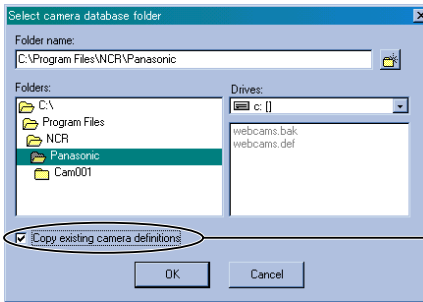 Select camera database folder
Folder name:
C:\Program Files\NCR\Panasonic
Folders:
C:\
Program Files
NCR
Panasonic
Cam001
Drives:
c: []
webcams.bak
webcams.def
Copy existing camera definitions
OK
Cancel